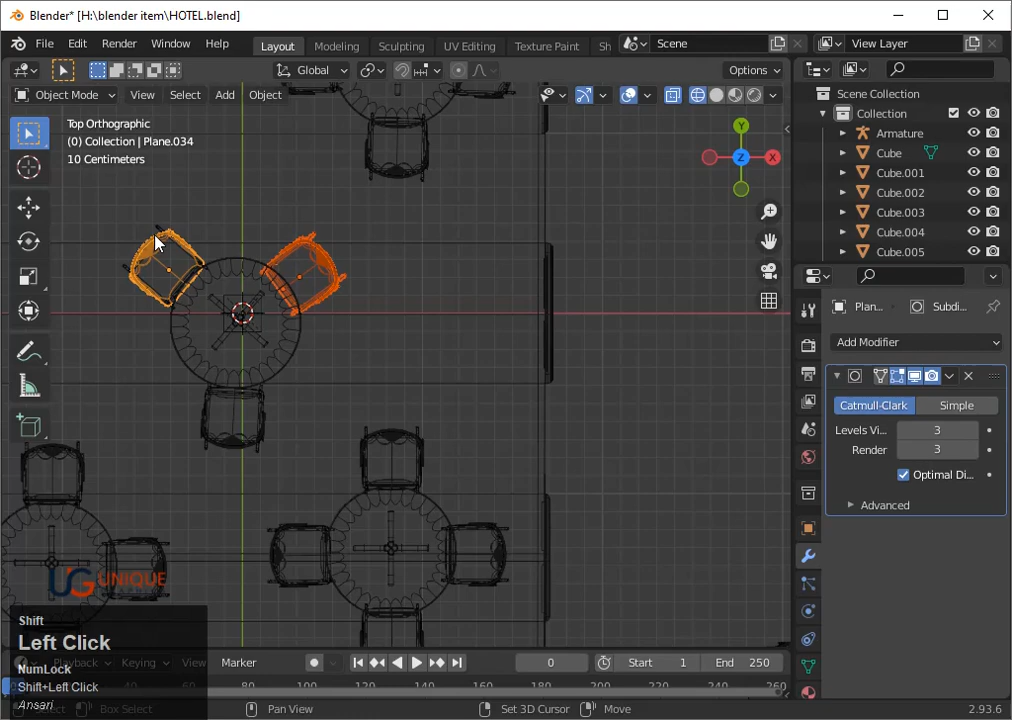 Blender* [H:\blender item\HOTEL.blend]
File Edit Render Window Help Layout Modeling Sculpting UV Editing Texture Paint Sh Scene View Layer
Global Options
Object Mode View Select Add Object
Top Orthographic
(0) Collection | Plane.034
10 Centimeters
Y
Z
X
Scene Collection
Collection
Armature
Cube
Cube.001
Cube.002
Cube.003
Cube.004
Cube.005
Plan... Subdi...
Add Modifier
Catmull-Clark Simple
Levels Vi... 3
Render 3
Optimal Di...
Advanced
UG UNIQUE
Shift
Left Click
NumLock
Shift+Left Click
Ansari
Playback Keying View Marker 0 Start 1 End 250
40 60 80 100 120 140 160 180 200 220 240 260
Select Box Select Pan View Set 3D Cursor Move 2.93.6